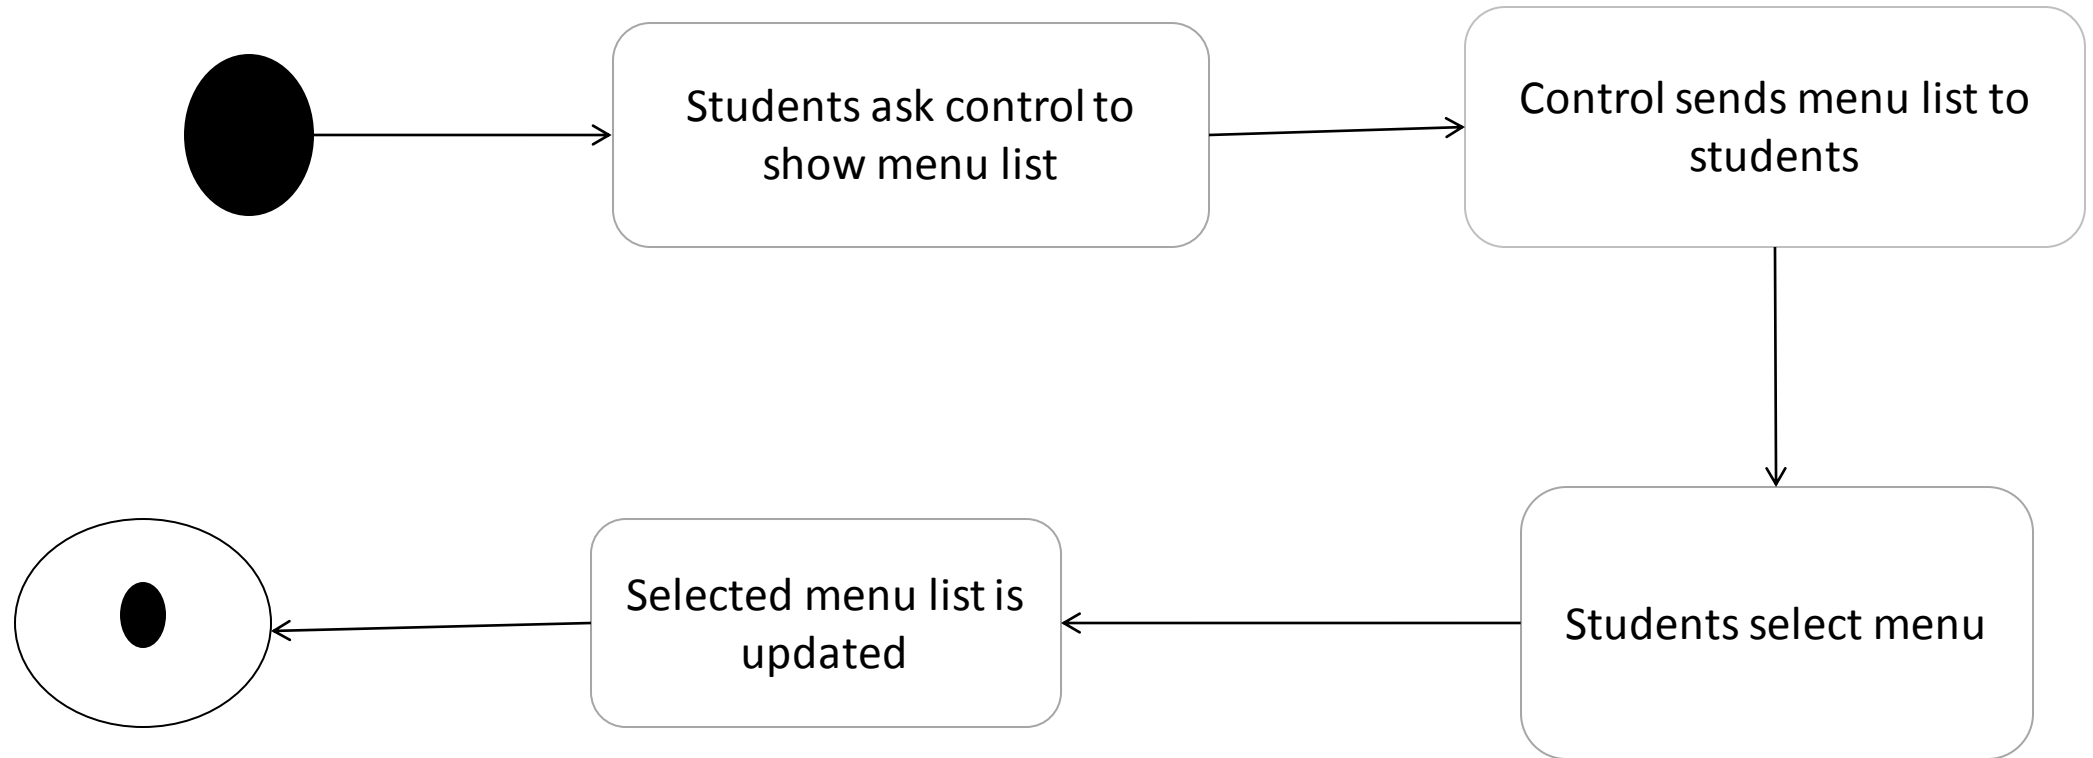 Students ask control to
show menu list
Control sends menu list to
students
Students select menu
Selected menu list is
updated